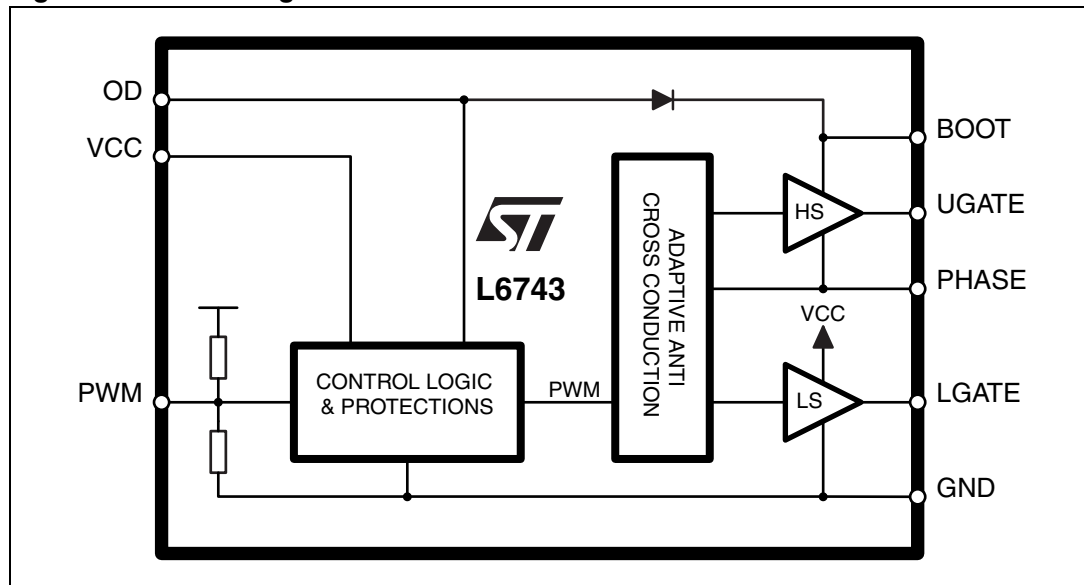 OD
VCC
PWM
ST
L6743
CONTROL LOGIC
& PROTECTIONS
PWM
ADAPTIVE ANTI
CROSS CONDUCTION
HS
VCC
LS
BOOT
UGATE
PHASE
LGATE
GND